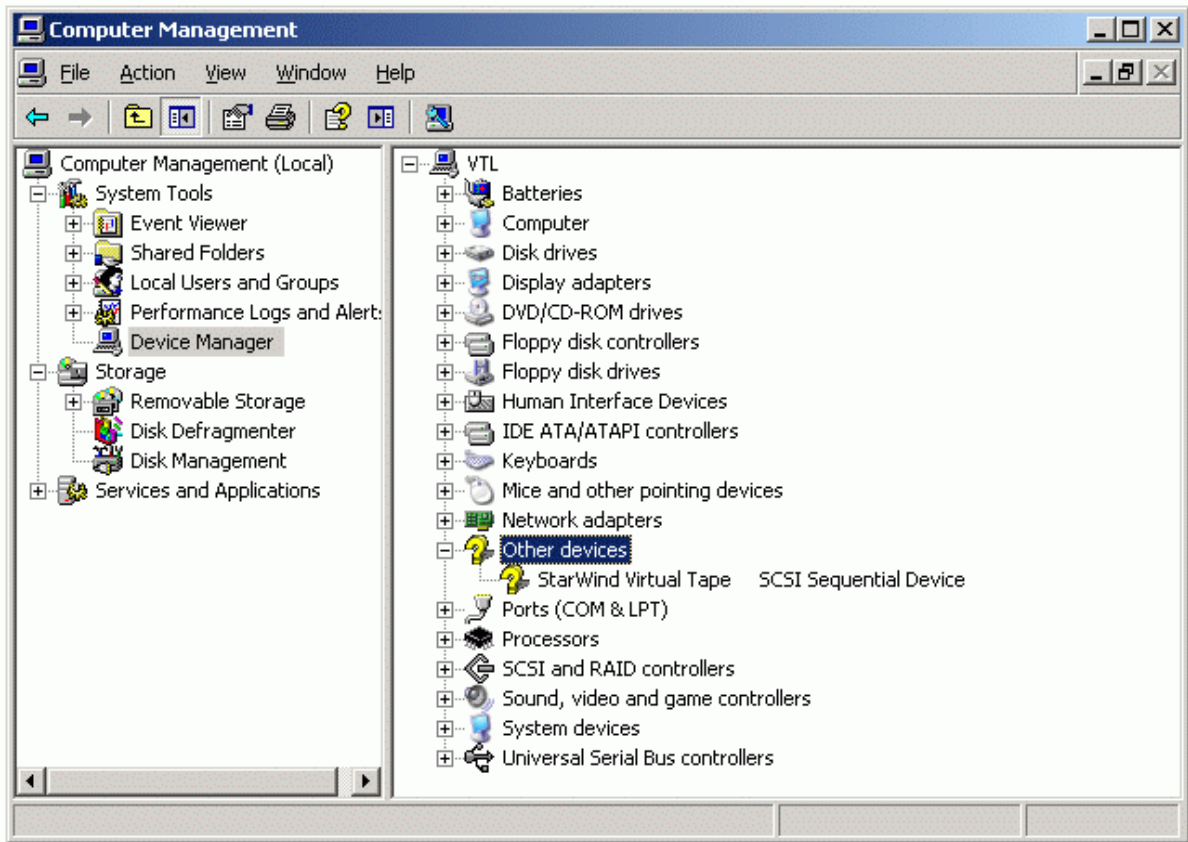 Computer Management
File Action View Window Help
Computer Management (Local)
System Tools
Event Viewer
Shared Folders
Local Users and Groups
Performance Logs and Alert
Device Manager
Storage
Removable Storage
Disk Defragmenter
Disk Management
Services and Applications
VTL
Batteries
Computer
Disk drives
Display adapters
DVD/CD-ROM drives
Floppy disk controllers
Floppy disk drives
Human Interface Devices
IDE ATA/ATAPI controllers
Keyboards
Mice and other pointing devices
Network adapters
Other devices
StarWind Virtual Tape SCSI Sequential Device
Ports (COM & LPT)
Processors
SCSI and RAID controllers
Sound, video and game controllers
System devices
Universal Serial Bus controllers